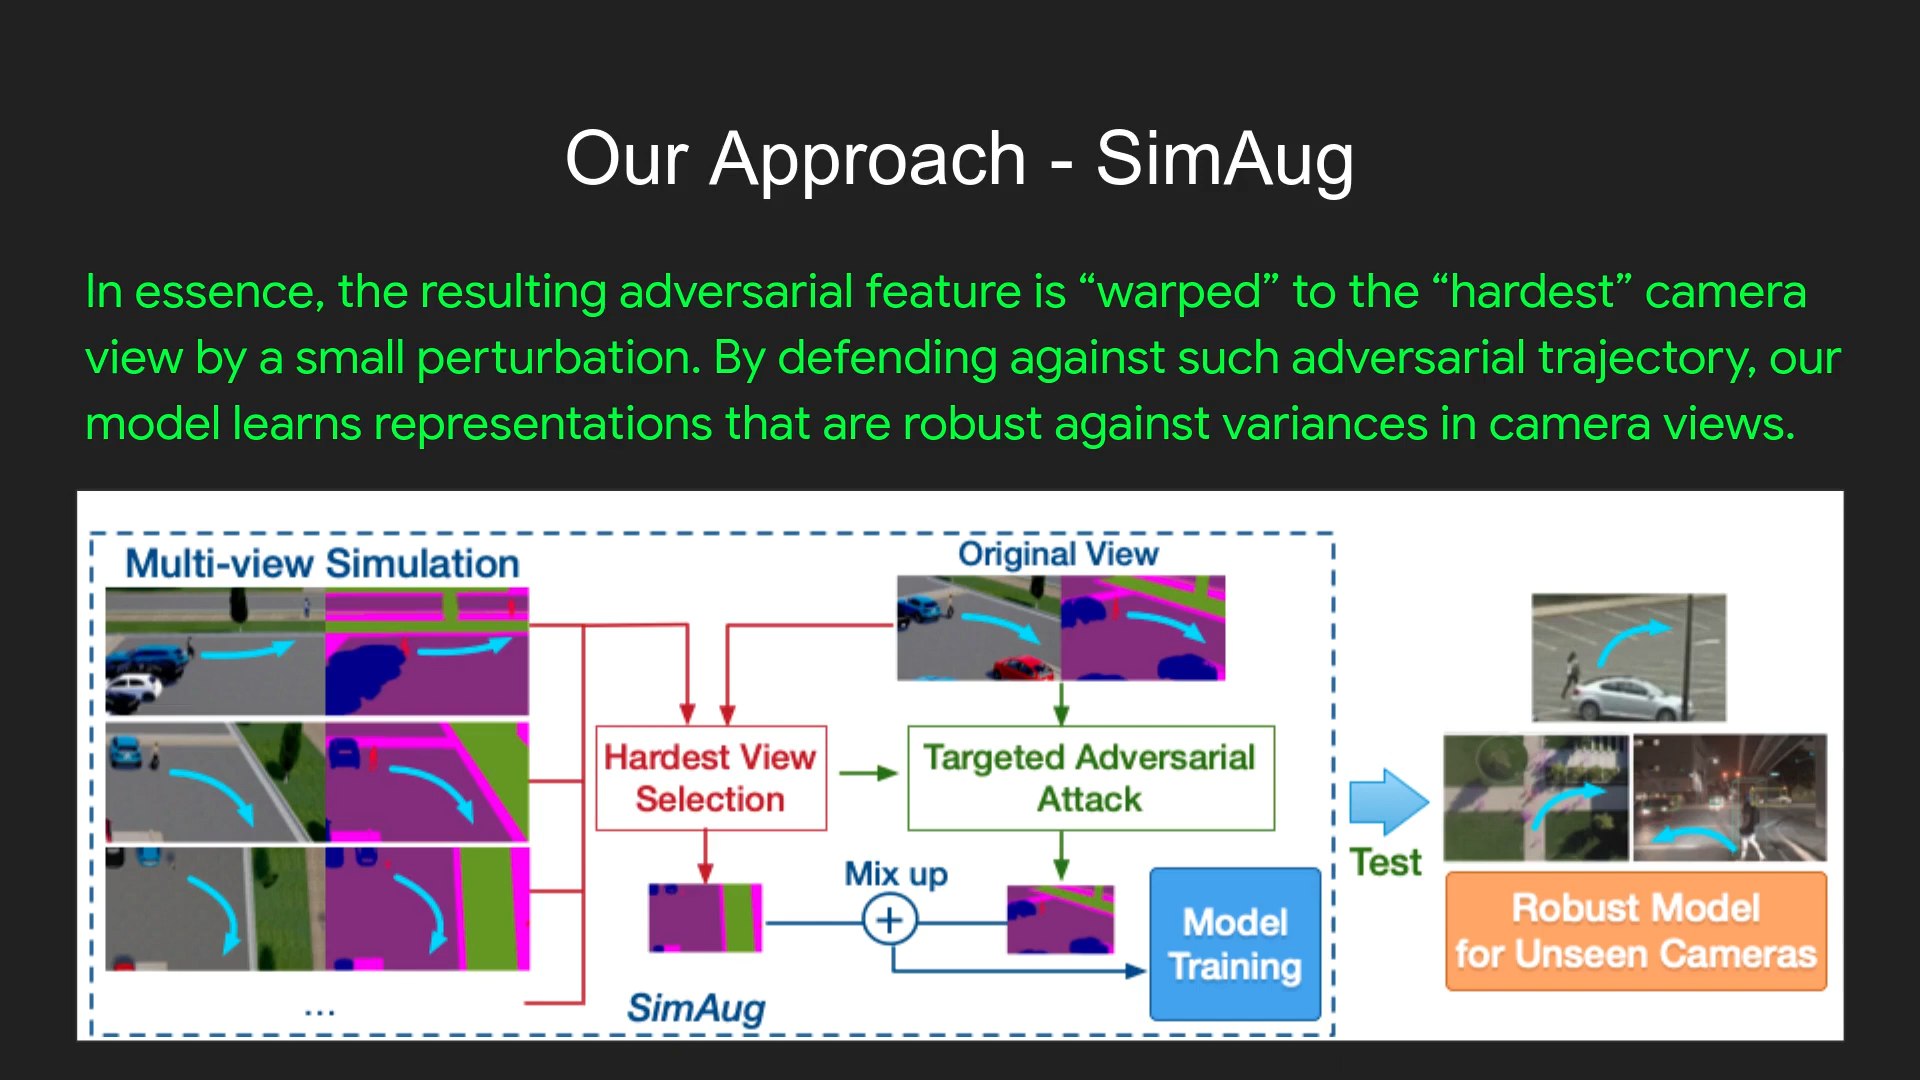 Our Approach - SimAug
In essence, the resulting adversarial feature is “warped” to the “hardest” camera
view by a small perturbation. By defending against such adversarial trajectory, our
model learns representations that are robust against variances in camera views.
Multi-view Simulation
Original View
Hardest View
Selection
Targeted Adversarial
Attack
Mix up
+
Model
Training
SimAug
...
Test
Robust Model
for Unseen Cameras